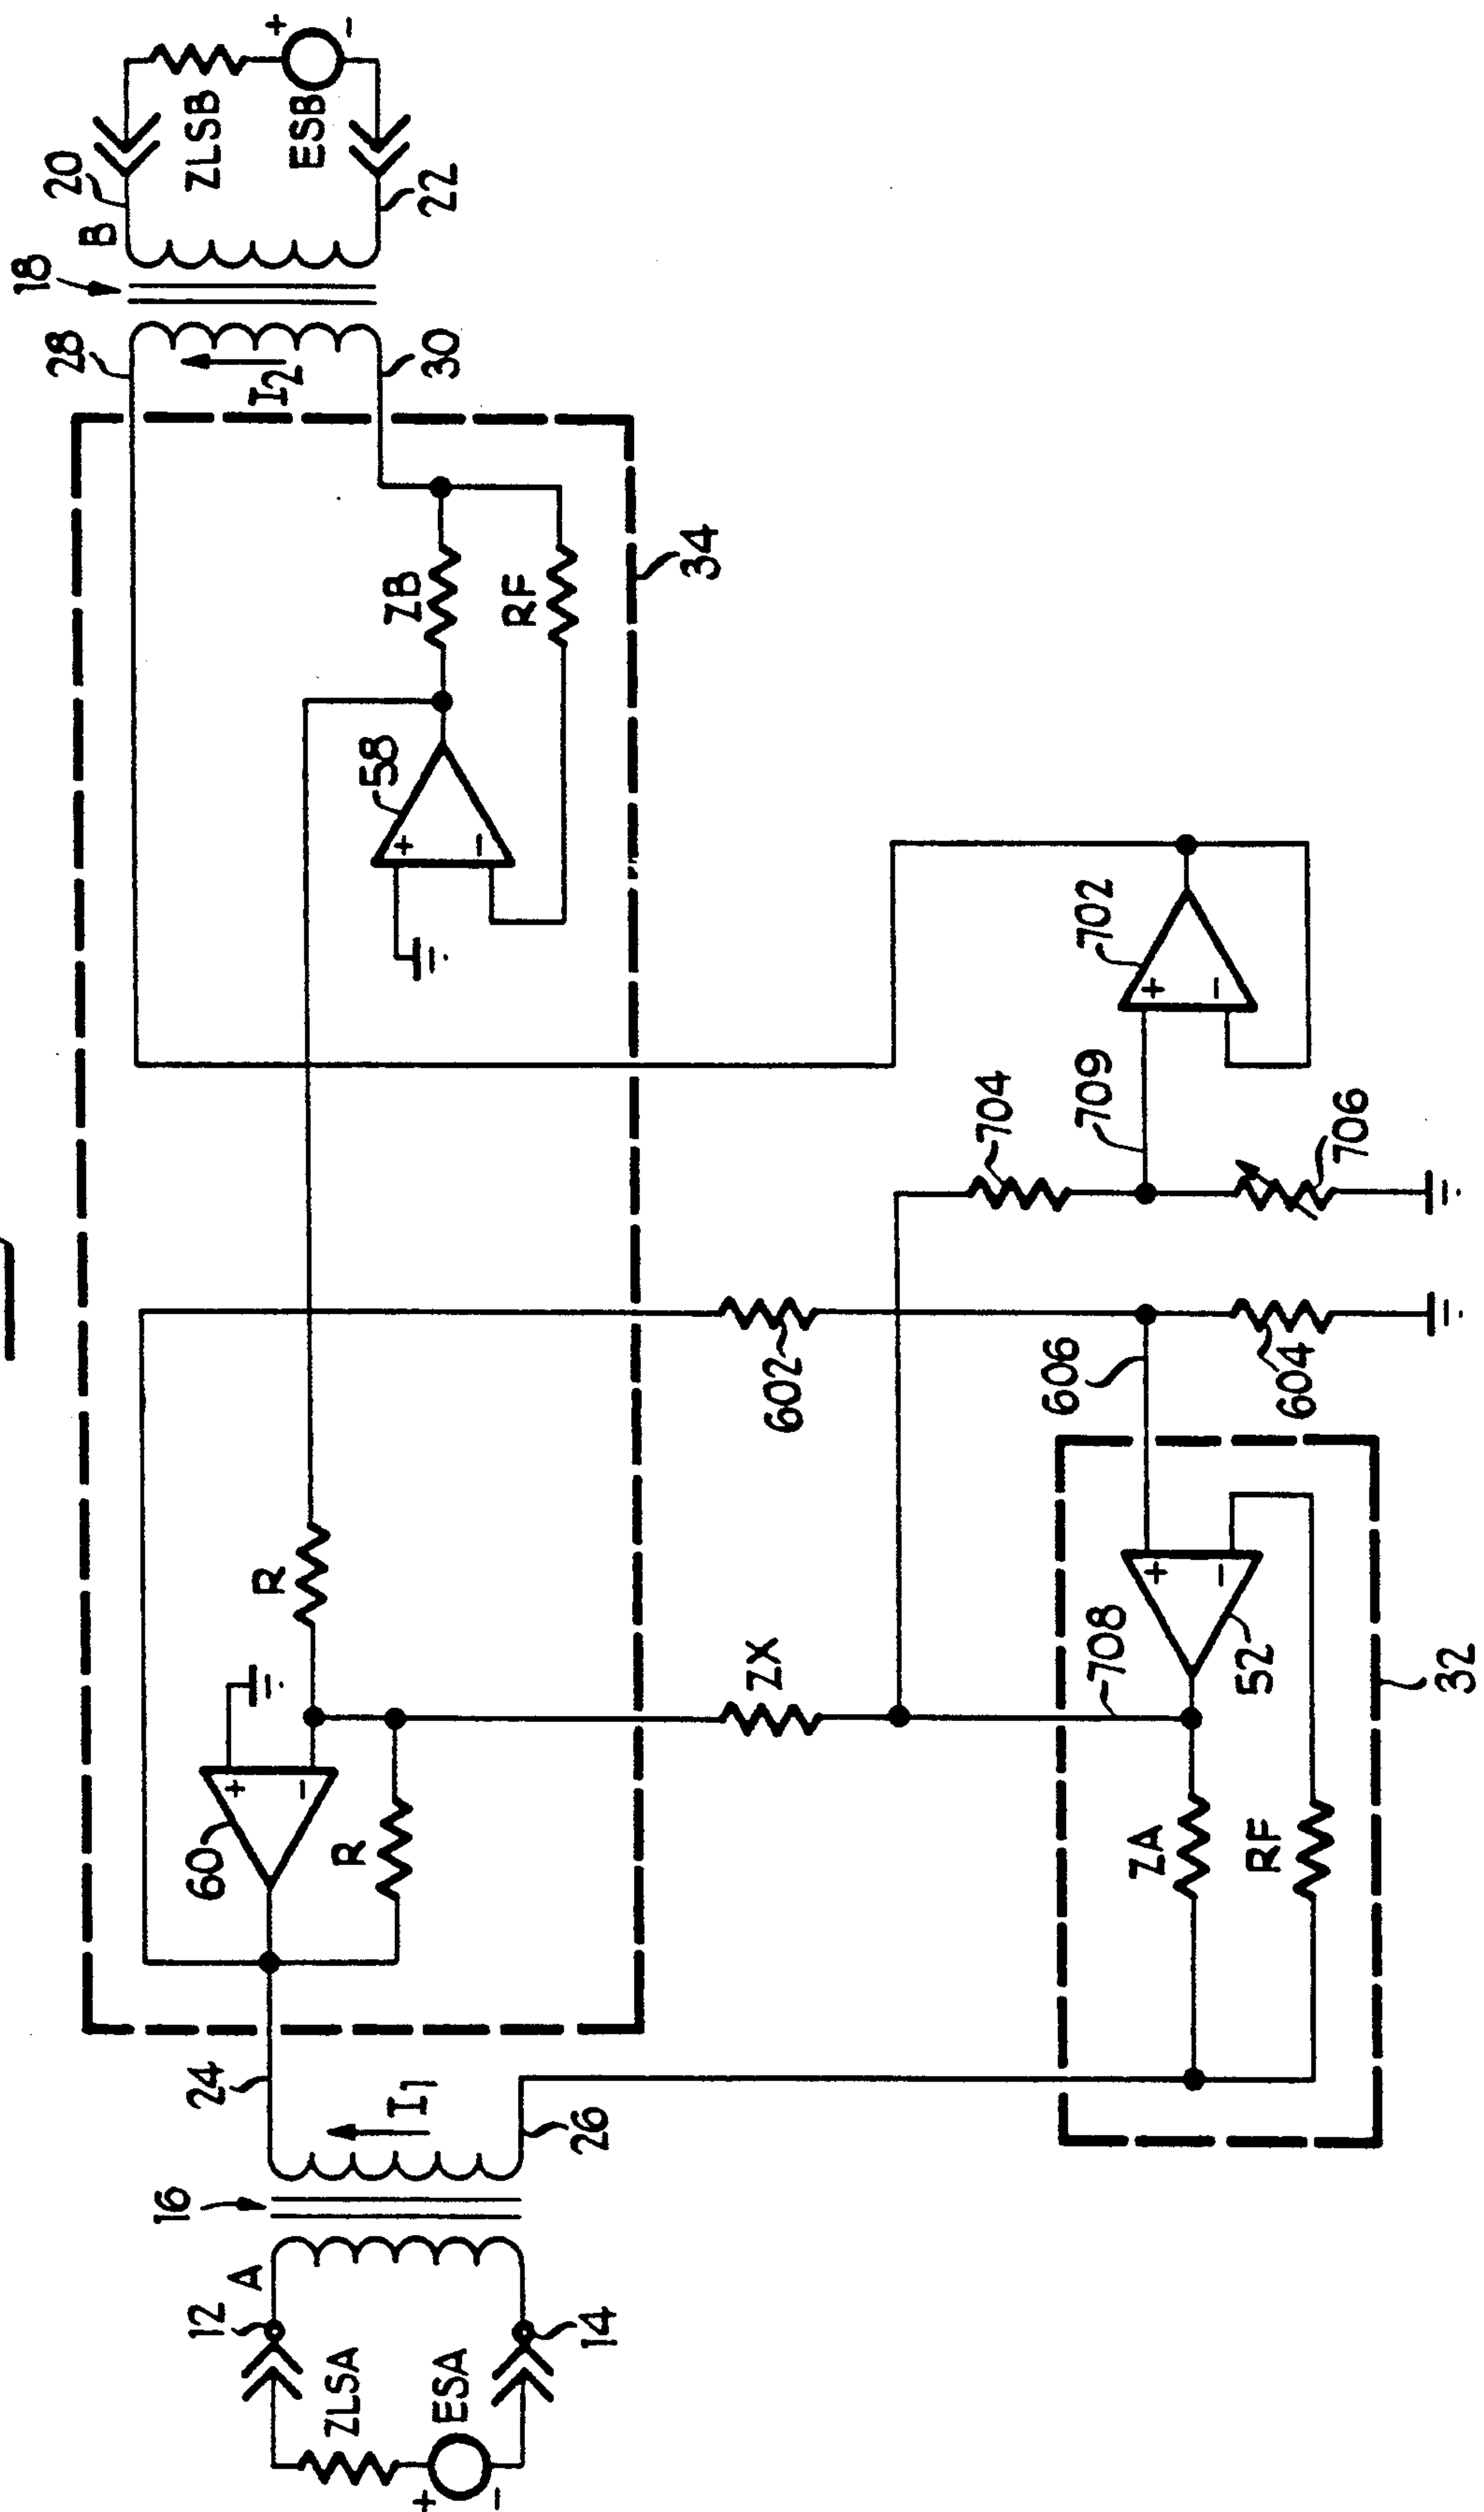 18
28
20
B
+
-
16
12
24
60
+
-
ZLSB
A
R
I2
ESB
ZLSA
R
58
+
-
ZB
I1
30
22
+
-
ESA
RF
26
14
34
ZX
602
704
606
709
702
+
-
708
+
-
ZA
52
RF
604
706
32